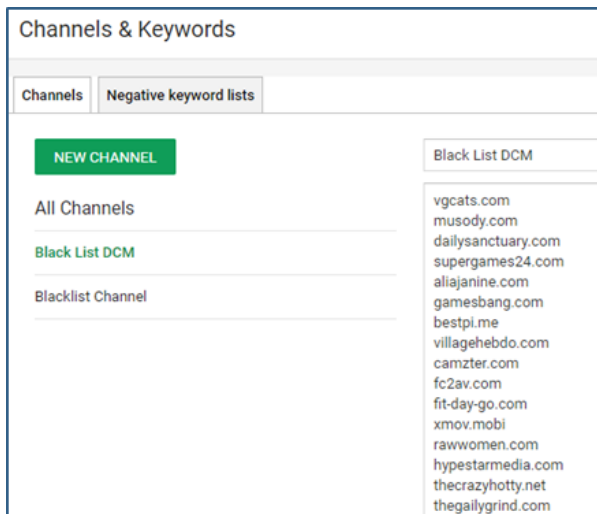 Channels & Keywords
Channels
Negative keyword lists
NEW CHANNEL
All Channels
Black List DCM
Blacklist Channel
Black List DCM
vgcats.com
musody.com
dailysanctuary.com
supergames24.com
aliajanine.com
gamesbang.com
bestpi.me
villagehebdo.com
camzter.com
fc2av.com
fit-day-go.com
xmov.mobi
rawwomen.com
hypestarmedia.com
thecrazyhotty.net
thegailygrind.com